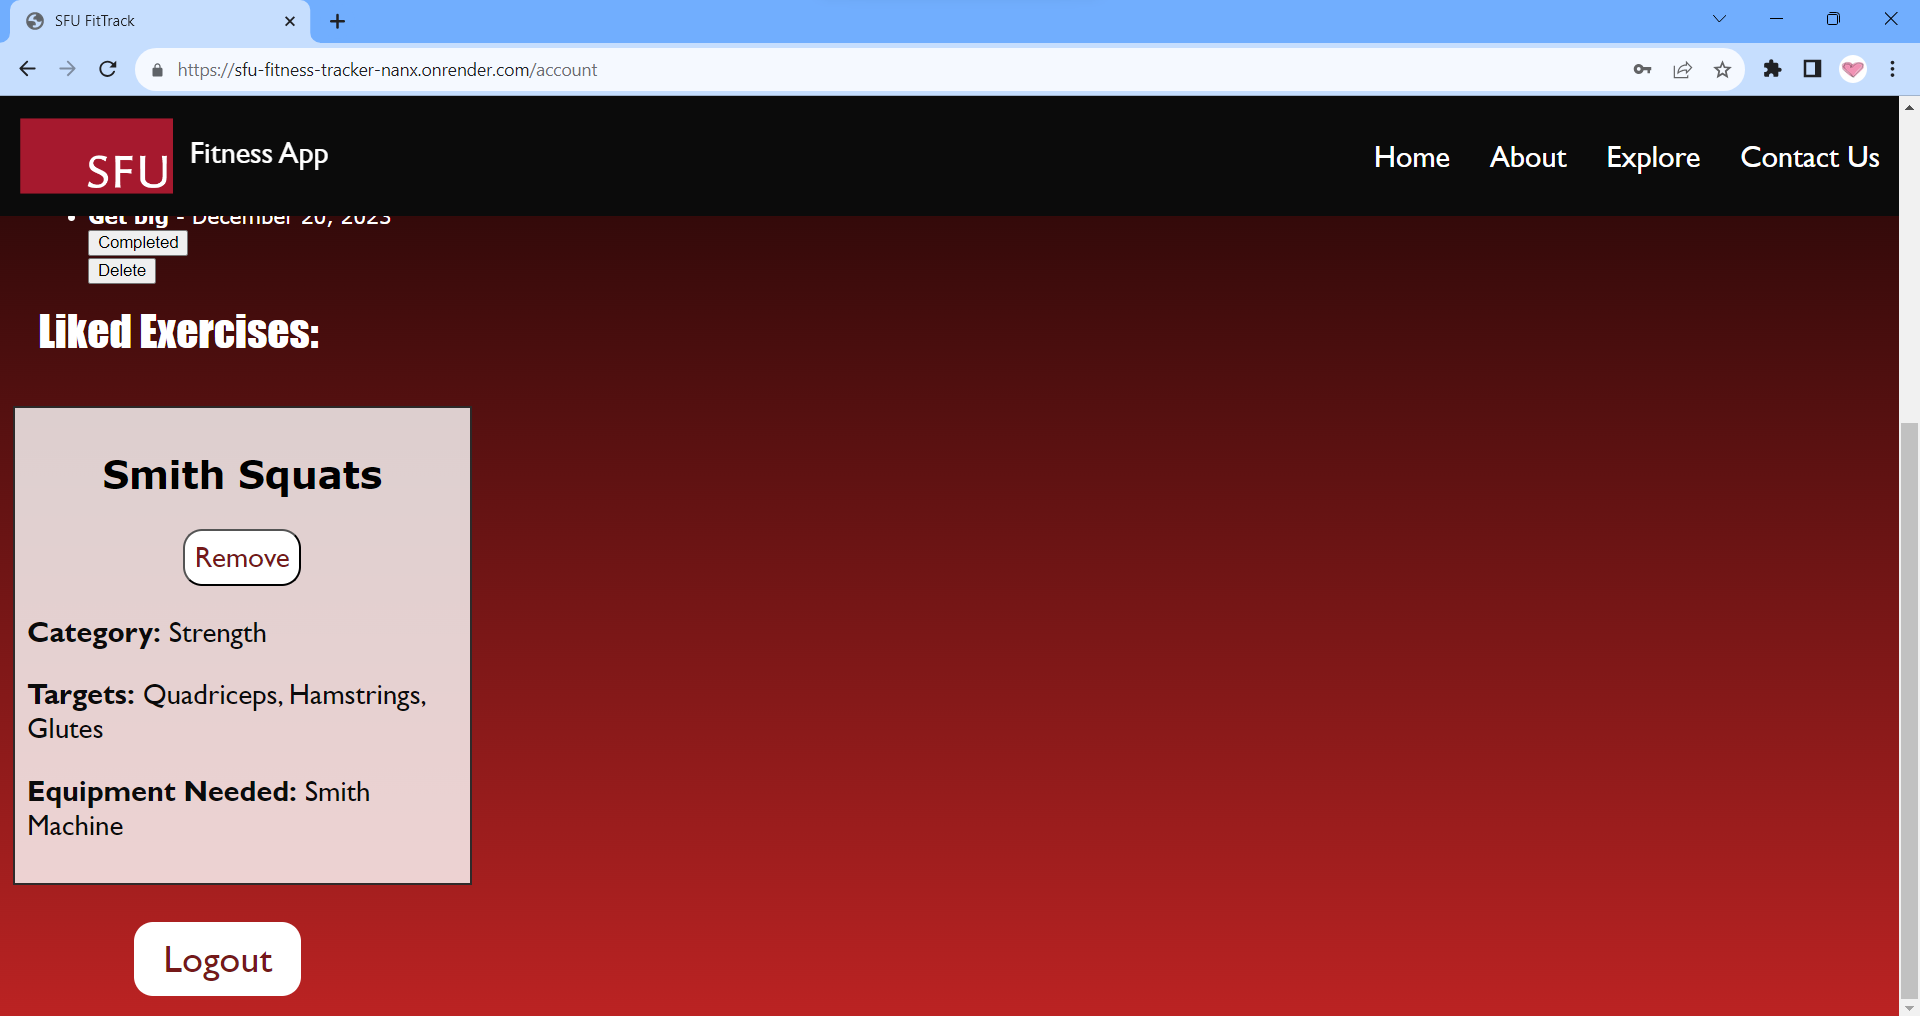 SFU FitTrack
https://sfu-fitness-tracker-nanx.onrender.com/account
SFU
Fitness App
Home
About
Explore
Contact Us
Get big - December 20, 2023
Completed
Delete
Liked Exercises:
Smith Squats
Remove
Category: Strength
Targets: Quadriceps, Hamstrings,
Glutes
Equipment Needed: Smith
Machine
Logout